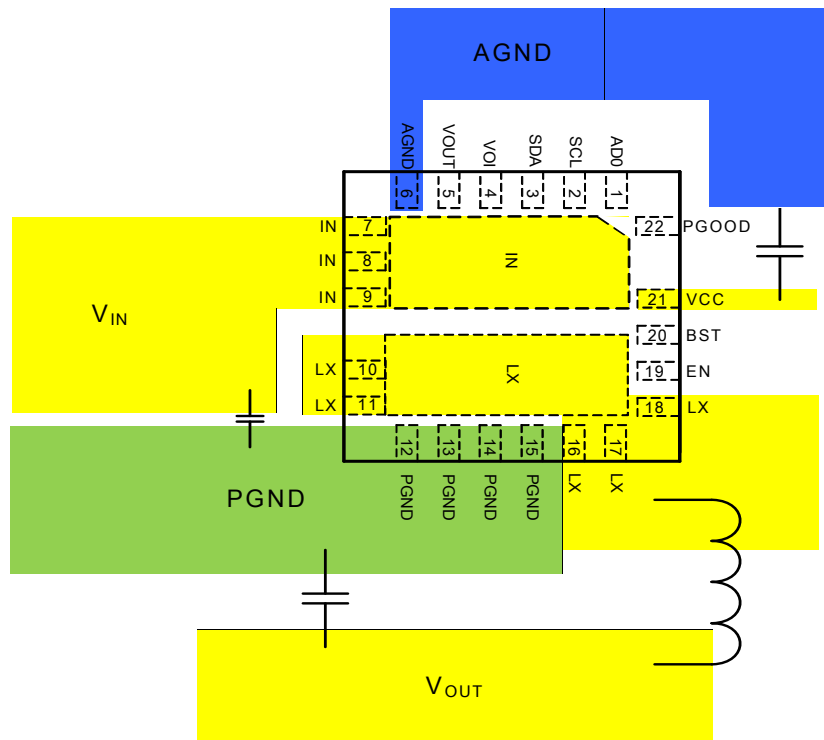 AGND
AGND
VOUT
VOI
SDA
SCL
AD0
6
5
4
3
2
1
IN 7
22 PGOOD
IN 8
IN
IN 9
21 VCC
VIN
20 BST
LX 10
LX
19 EN
LX 11
18 LX
12
13
14
15
16
17
PGND
PGND
PGND
PGND
LX
LX
PGND
VOUT